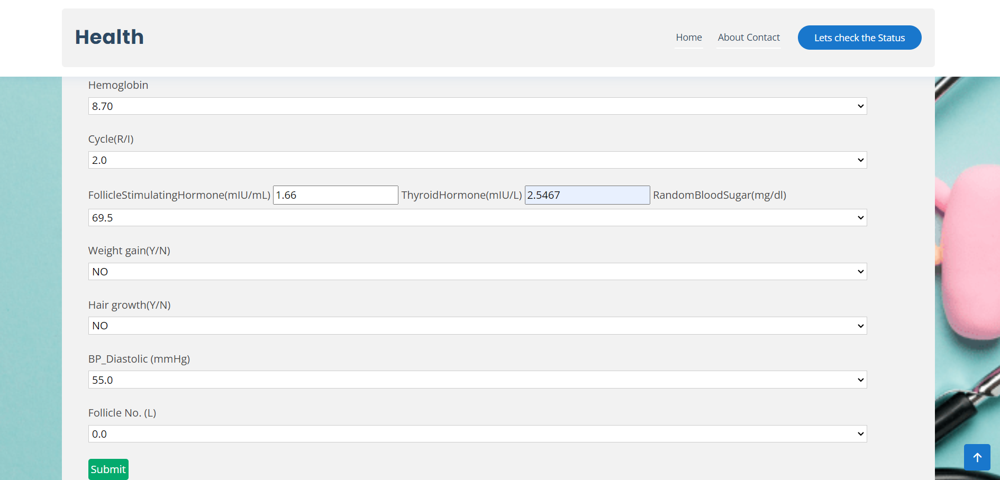 Health
Home About Contact Lets check the Status
Hemoglobin
8.70
Cycle(R/I)
2.0
FollicleStimulatingHormone(mIU/mL) 1.66 ThyroidHormone(mIU/L) 2.5467 RandomBloodSugar(mg/dl)
69.5
Weight gain(Y/N)
NO
Hair growth(Y/N)
NO
BP_Diastolic (mmHg)
55.0
Follicle No. (L)
0.0
Submit